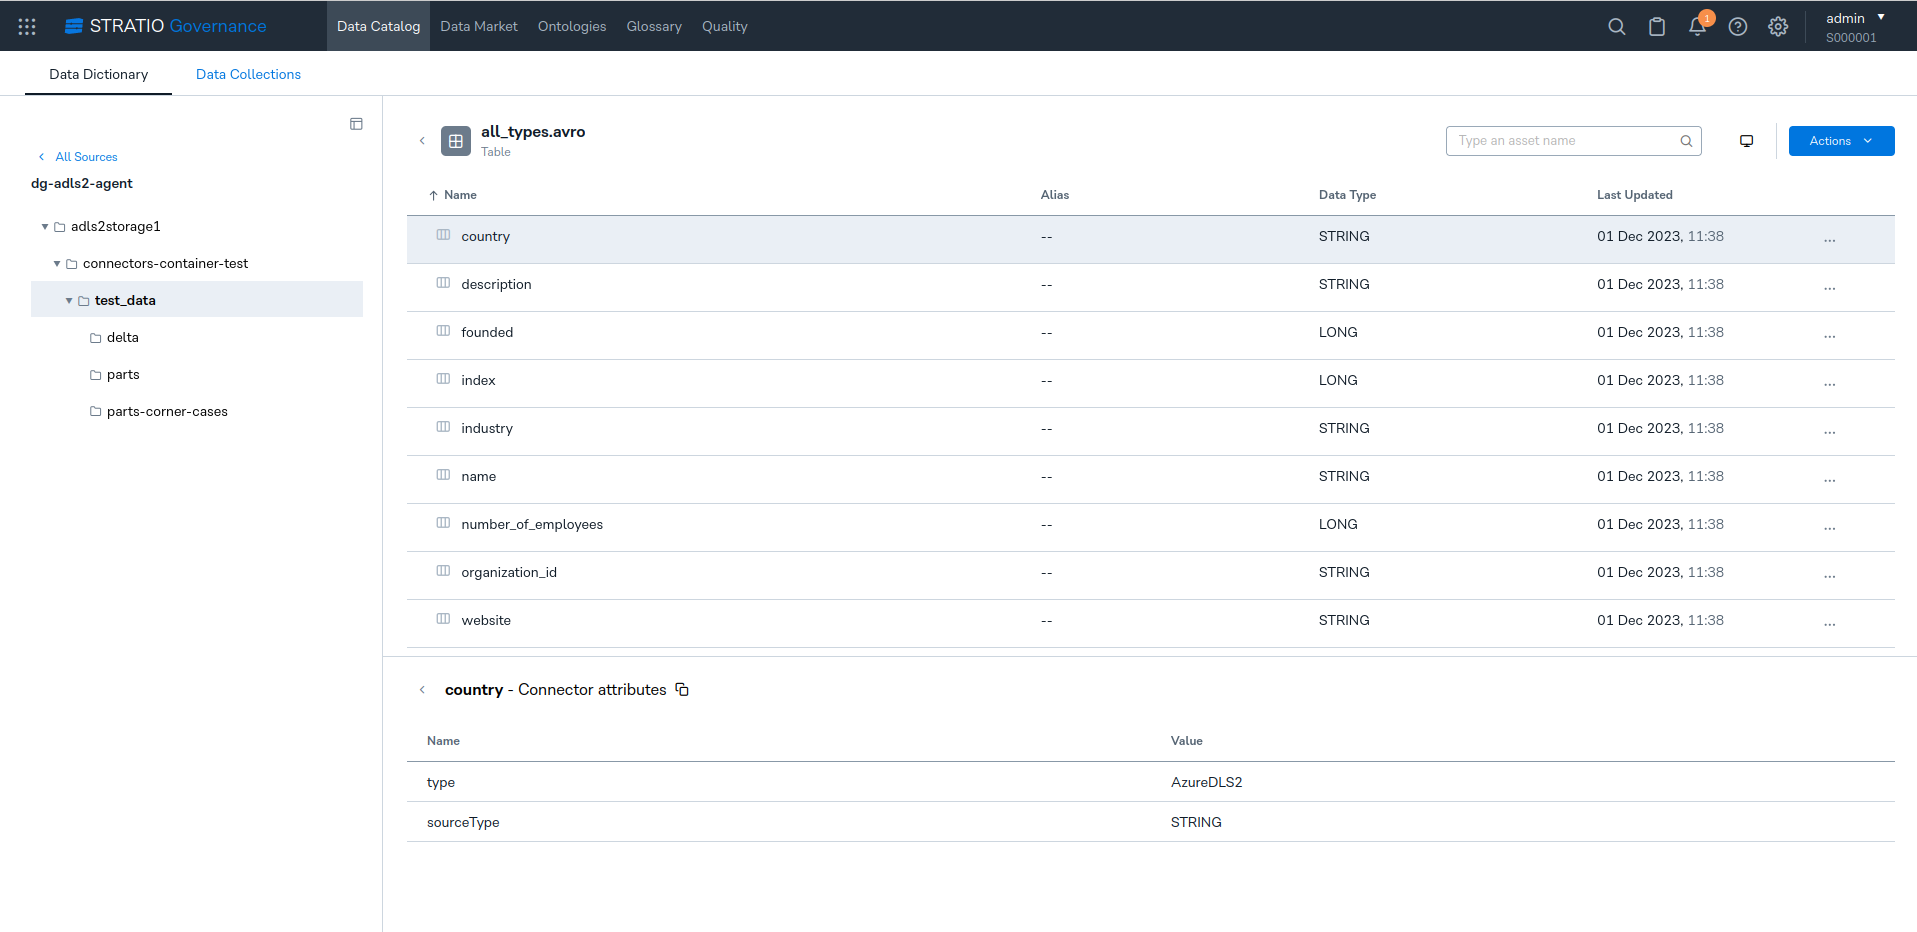 STRATIO Governance Data Catalog Data Market Ontologies Glossary Quality 1 admin
S000001
Data Dictionary Data Collections
All Sources
dg-adls2-agent
adls2storage1
connectors-container-test
test_data
delta
parts
parts-corner-cases
all_types.avro
Table
Type an asset name
Actions
Name Alias Data Type Last Updated
country -- STRING 01 Dec 2023, 11:38 ...
description -- STRING 01 Dec 2023, 11:38 ...
founded -- LONG 01 Dec 2023, 11:38 ...
index -- LONG 01 Dec 2023, 11:38 ...
industry -- STRING 01 Dec 2023, 11:38 ...
name -- STRING 01 Dec 2023, 11:38 ...
number_of_employees -- LONG 01 Dec 2023, 11:38 ...
organization_id -- STRING 01 Dec 2023, 11:38 ...
website -- STRING 01 Dec 2023, 11:38 ...
country - Connector attributes
Name Value
type AzureDLS2
sourceType STRING